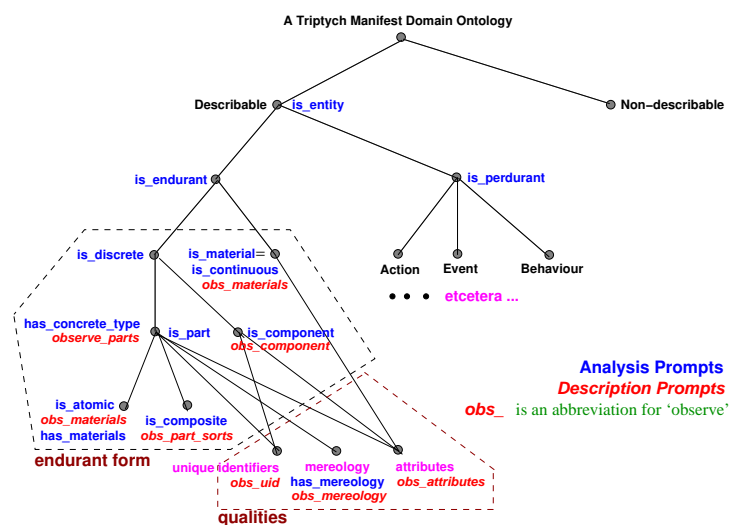 A Triptych Manifest Domain Ontology
Describable is_entity Non−describable
is_endurant is_perdurant
is_discrete is_material= 
is_continuous
obs_materials
Action Event Behaviour
• • • etcetera ...
has_concrete_type is_part is_component
observe_parts obs_component
Analysis Prompts
Description Prompts
obs_ is an abbreviation for ‘observe’
is_atomic
obs_materials
has_materials
is_composite
obs_part_sorts
endurant form
unique identifiers mereology attributes
obs_uid has_mereology obs_attributes
obs_mereology
qualities